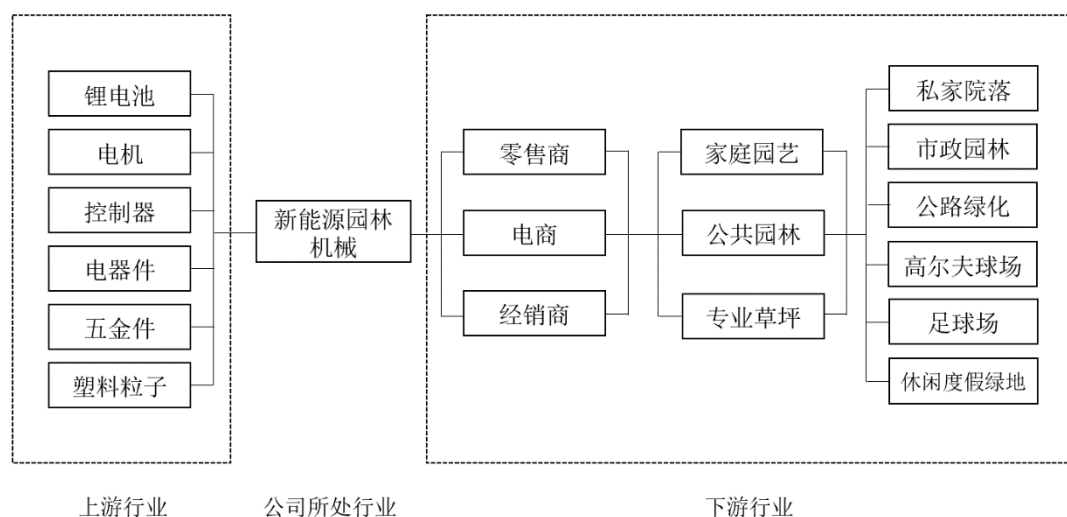 锂电池
电机
控制器
电器件
五金件
塑料粒子
新能源园林
机械
零售商
电商
经销商
家庭园艺
公共园林
专业草坪
私家院落
市政园林
公路绿化
高尔夫球场
足球场
休闲度假绿地
上游行业
公司所处行业
下游行业